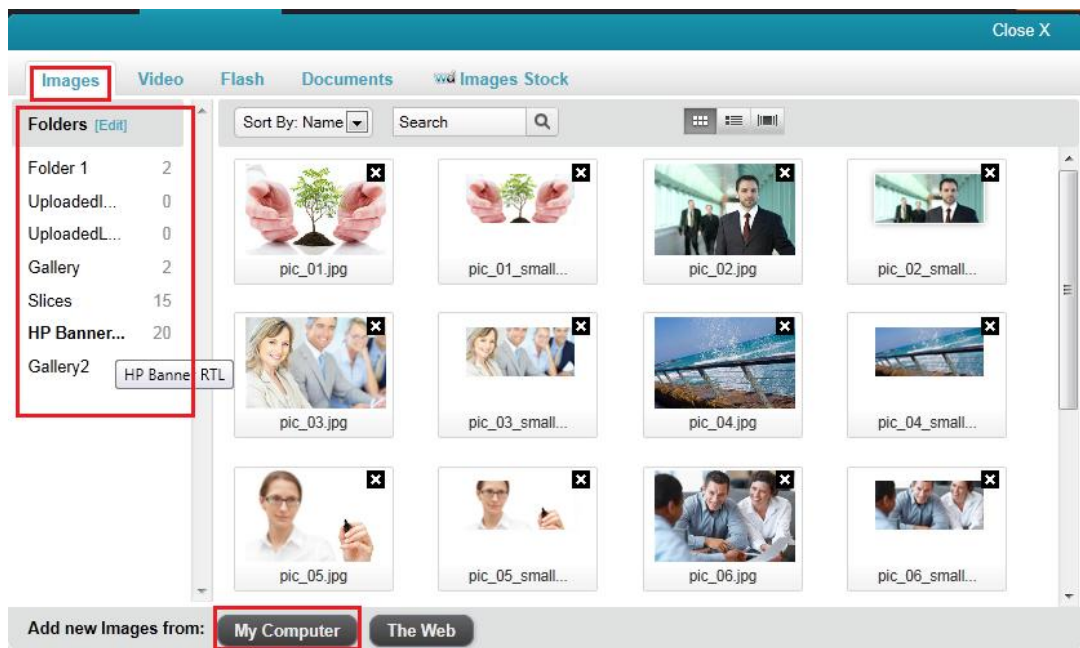 Close X
Images Video Flash Documents wd Images Stock
Folders [Edit]
Sort By: Name
Search
Folder 1 2
UploadedI... 0
UploadedL... 0
Gallery 2
Slices 15
HP Banner... 20
Gallery2
HP Banner RTL
pic_01.jpg pic_01_small... pic_02.jpg pic_02_small...
pic_03.jpg pic_03_small... pic_04.jpg pic_04_small...
pic_05.jpg pic_05_small... pic_06.jpg pic_06_small...
Add new Images from: My Computer The Web